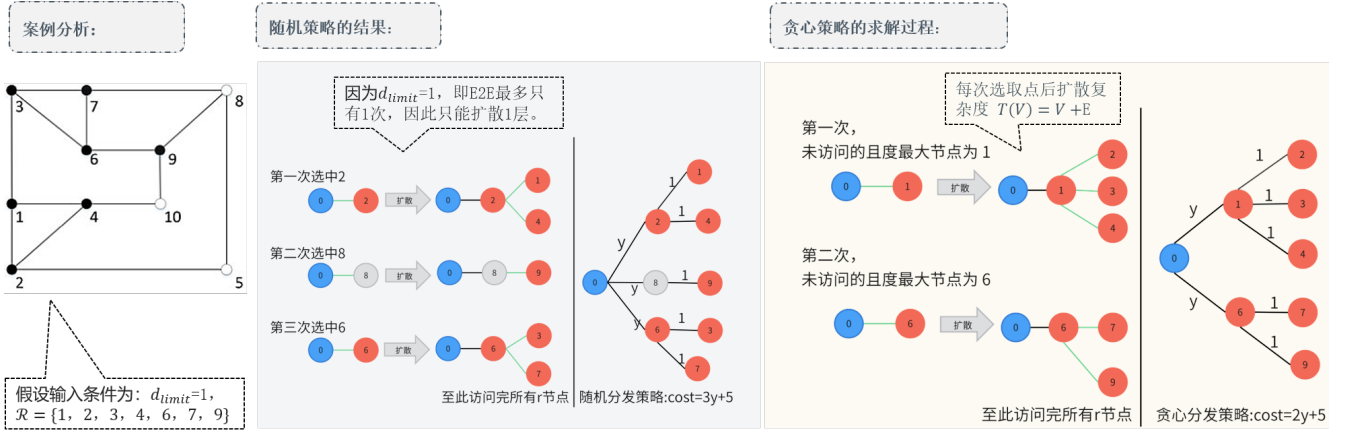 案例分析：
随机策略的结果：
贪心策略的求解过程：
3
7
8
6
9
1
4
10
2
5
假设输入条件为：d_limit=1，
R = {1，2，3，4，6，7，9}
因为d_limit=1，即E2E最多只
有1次，因此只能扩散1层。
第一次选中2
0
2
扩散
0
2
1
4
第二次选中8
0
8
扩散
0
8
9
第三次选中6
0
6
扩散
0
6
3
7
至此访问完所有r节点
0
y
2
1
1
1
4
y
8
1
9
y
6
1
3
1
7
随机分发策略:cost=3y+5
每次选取点后扩散复
杂度 T(V) = V +E
第一次，
未访问的且度最大节点为 1
0
1
扩散
0
1
2
3
4
第二次，
未访问的且度最大节点为 6
0
6
扩散
0
6
7
9
至此访问完所有r节点
0
y
1
1
2
1
3
1
4
y
6
1
7
1
9
贪心分发策略:cost=2y+5